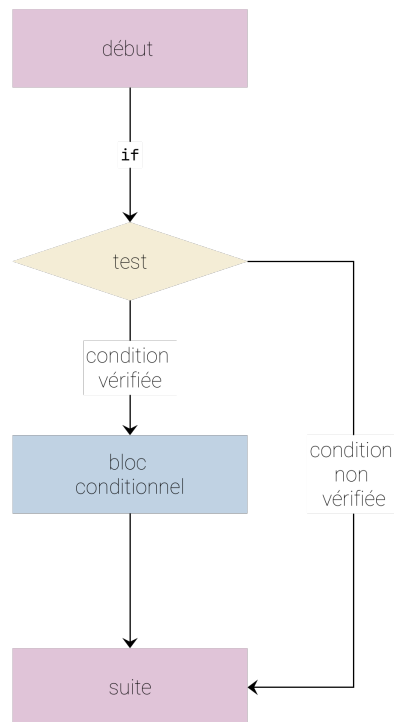 début
if
test
condition
vérifiée
bloc
conditionnel
condition
non
vérifiée
suite